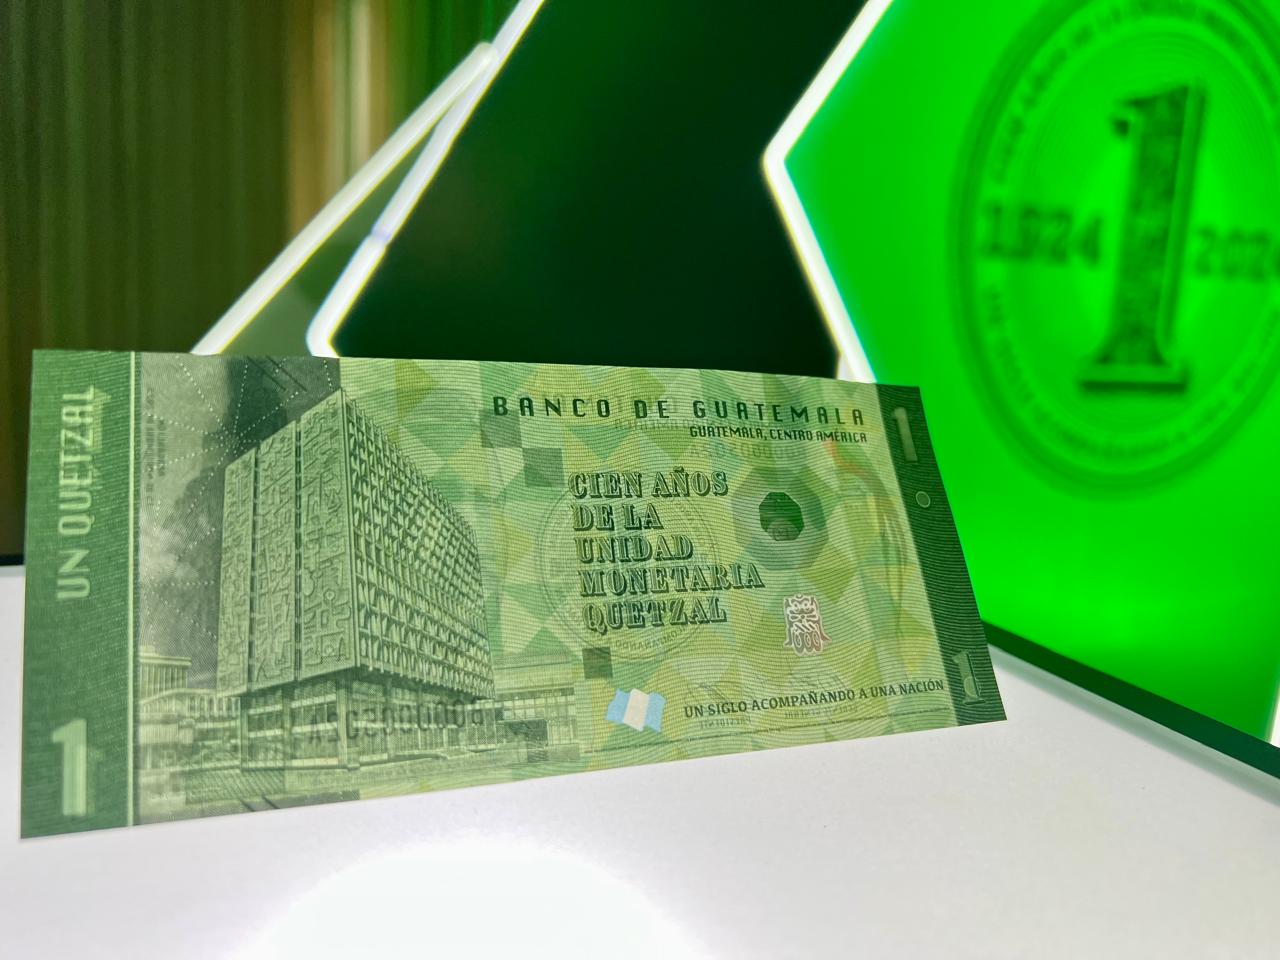 1
1924
2024
UN QUETZAL
1
BANCO DE GUATEMALA
GUATEMALA, CENTRO AMÉRICA
1
CIEN AÑOS
DE LA
UNIDAD
MONETARIA
QUETZAL
UN SIGLO ACOMPAÑANDO A UNA NACIÓN
1